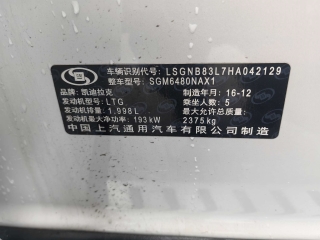 车辆识别代号：LSGNB83L7HA042129
整车型号：SGM6480NAX1
品牌：凯迪拉克 制造年月：16-12
发动机型号：LTG 乘坐人数：5
发动机排量：1.998L 最大允许总质量：
发动机最大净功率：193kW 2375kg
中国上汽通用汽车有限公司制造